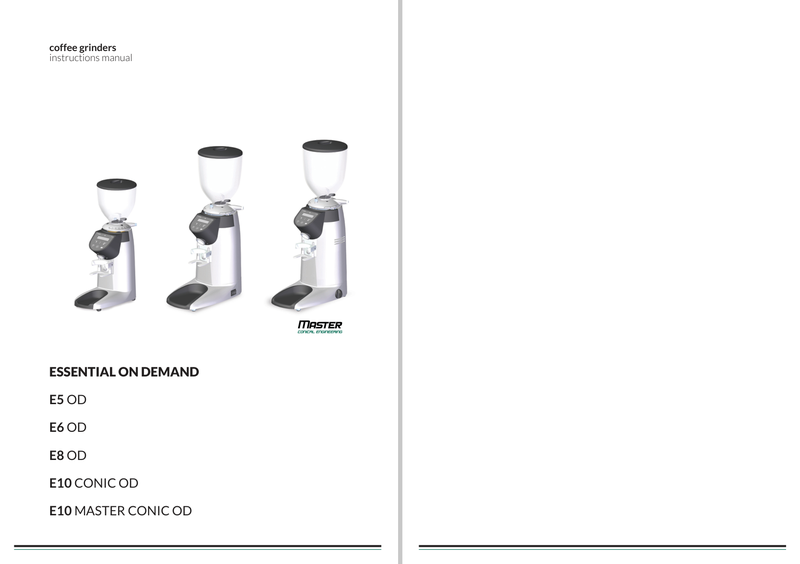 coffee grinders
instructions manual
MASTER
CONICAL ENGINEERING
ESSENTIAL ON DEMAND
E5 OD
E6 OD
E8 OD
E10 CONIC OD
E10 MASTER CONIC OD